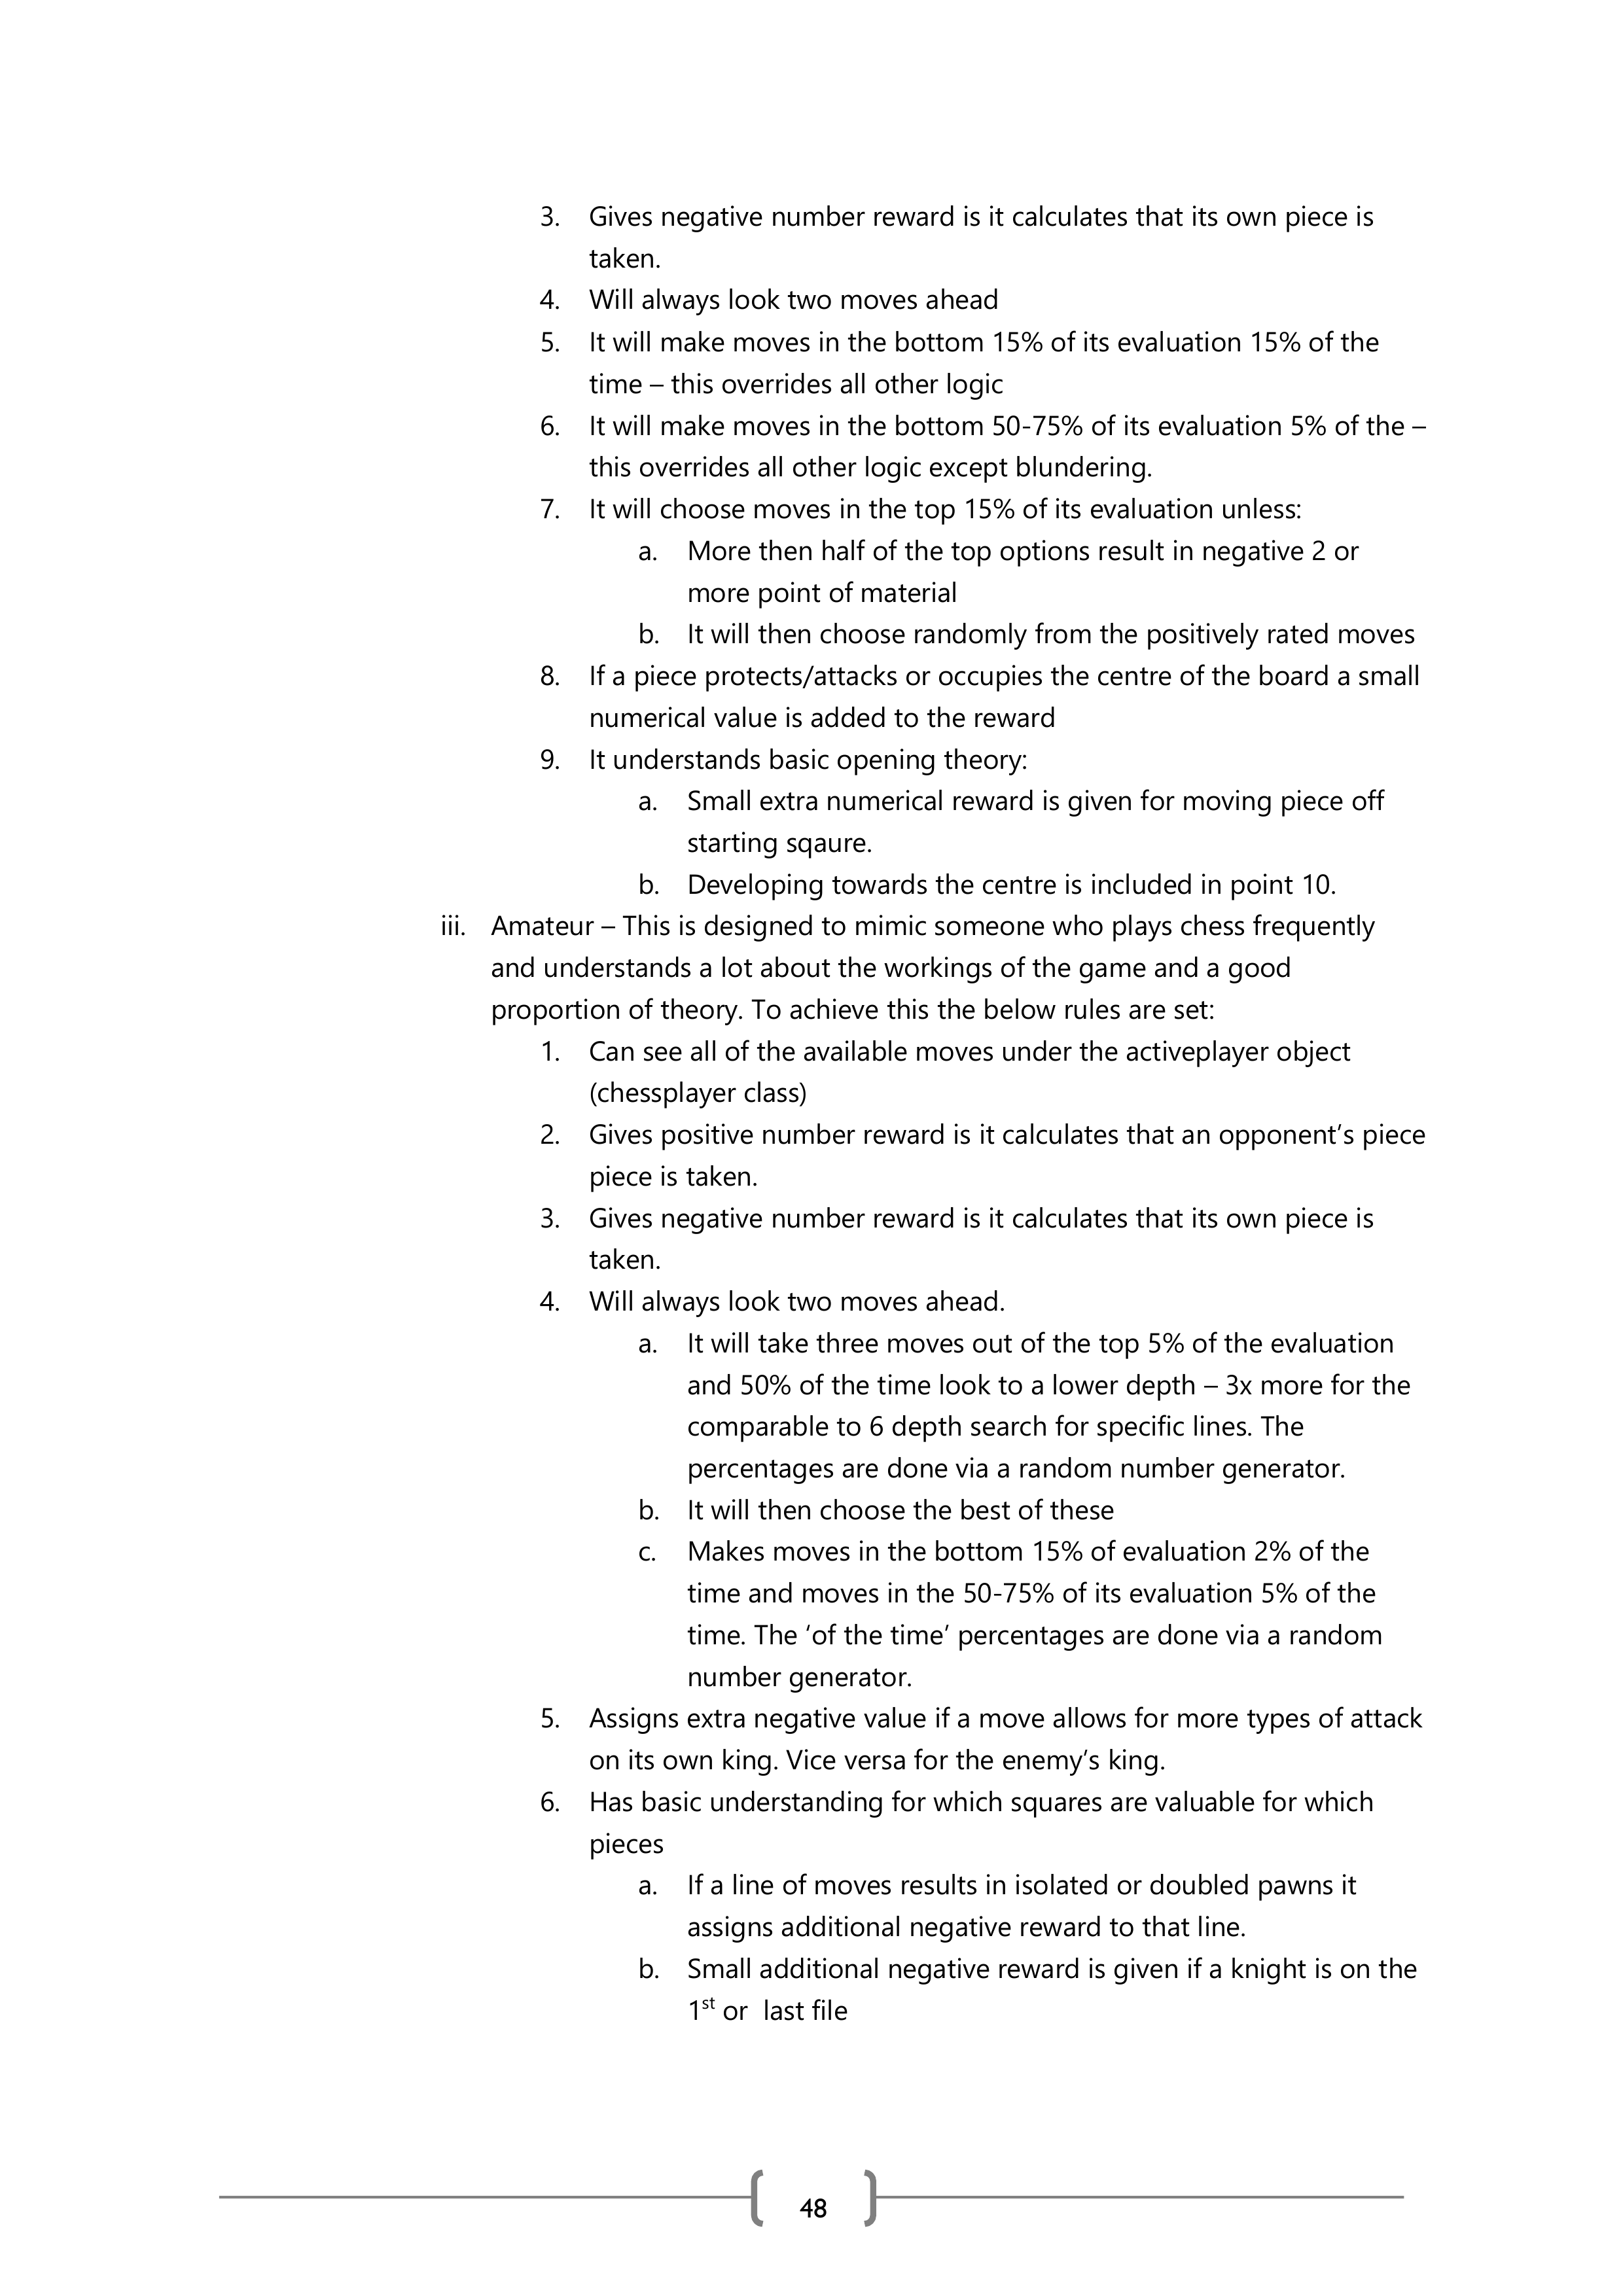 3. Gives negative number reward is it calculates that its own piece is
taken.
4. Will always look two moves ahead
5. It will make moves in the bottom 15% of its evaluation 15% of the
time – this overrides all other logic
6. It will make moves in the bottom 50-75% of its evaluation 5% of the –
this overrides all other logic except blundering.
7. It will choose moves in the top 15% of its evaluation unless:
a. More then half of the top options result in negative 2 or
more point of material
b. It will then choose randomly from the positively rated moves
8. If a piece protects/attacks or occupies the centre of the board a small
numerical value is added to the reward
9. It understands basic opening theory:
a. Small extra numerical reward is given for moving piece off
starting sqaure.
b. Developing towards the centre is included in point 10.
iii. Amateur – This is designed to mimic someone who plays chess frequently
and understands a lot about the workings of the game and a good
proportion of theory. To achieve this the below rules are set:
1. Can see all of the available moves under the activeplayer object
(chessplayer class)
2. Gives positive number reward is it calculates that an opponent’s piece
piece is taken.
3. Gives negative number reward is it calculates that its own piece is
taken.
4. Will always look two moves ahead.
a. It will take three moves out of the top 5% of the evaluation
and 50% of the time look to a lower depth – 3x more for the
comparable to 6 depth search for specific lines. The
percentages are done via a random number generator.
b. It will then choose the best of these
c. Makes moves in the bottom 15% of evaluation 2% of the
time and moves in the 50-75% of its evaluation 5% of the
time. The ‘of the time’ percentages are done via a random
number generator.
5. Assigns extra negative value if a move allows for more types of attack
on its own king. Vice versa for the enemy’s king.
6. Has basic understanding for which squares are valuable for which
pieces
a. If a line of moves results in isolated or doubled pawns it
assigns additional negative reward to that line.
b. Small additional negative reward is given if a knight is on the
1st or  last file
48